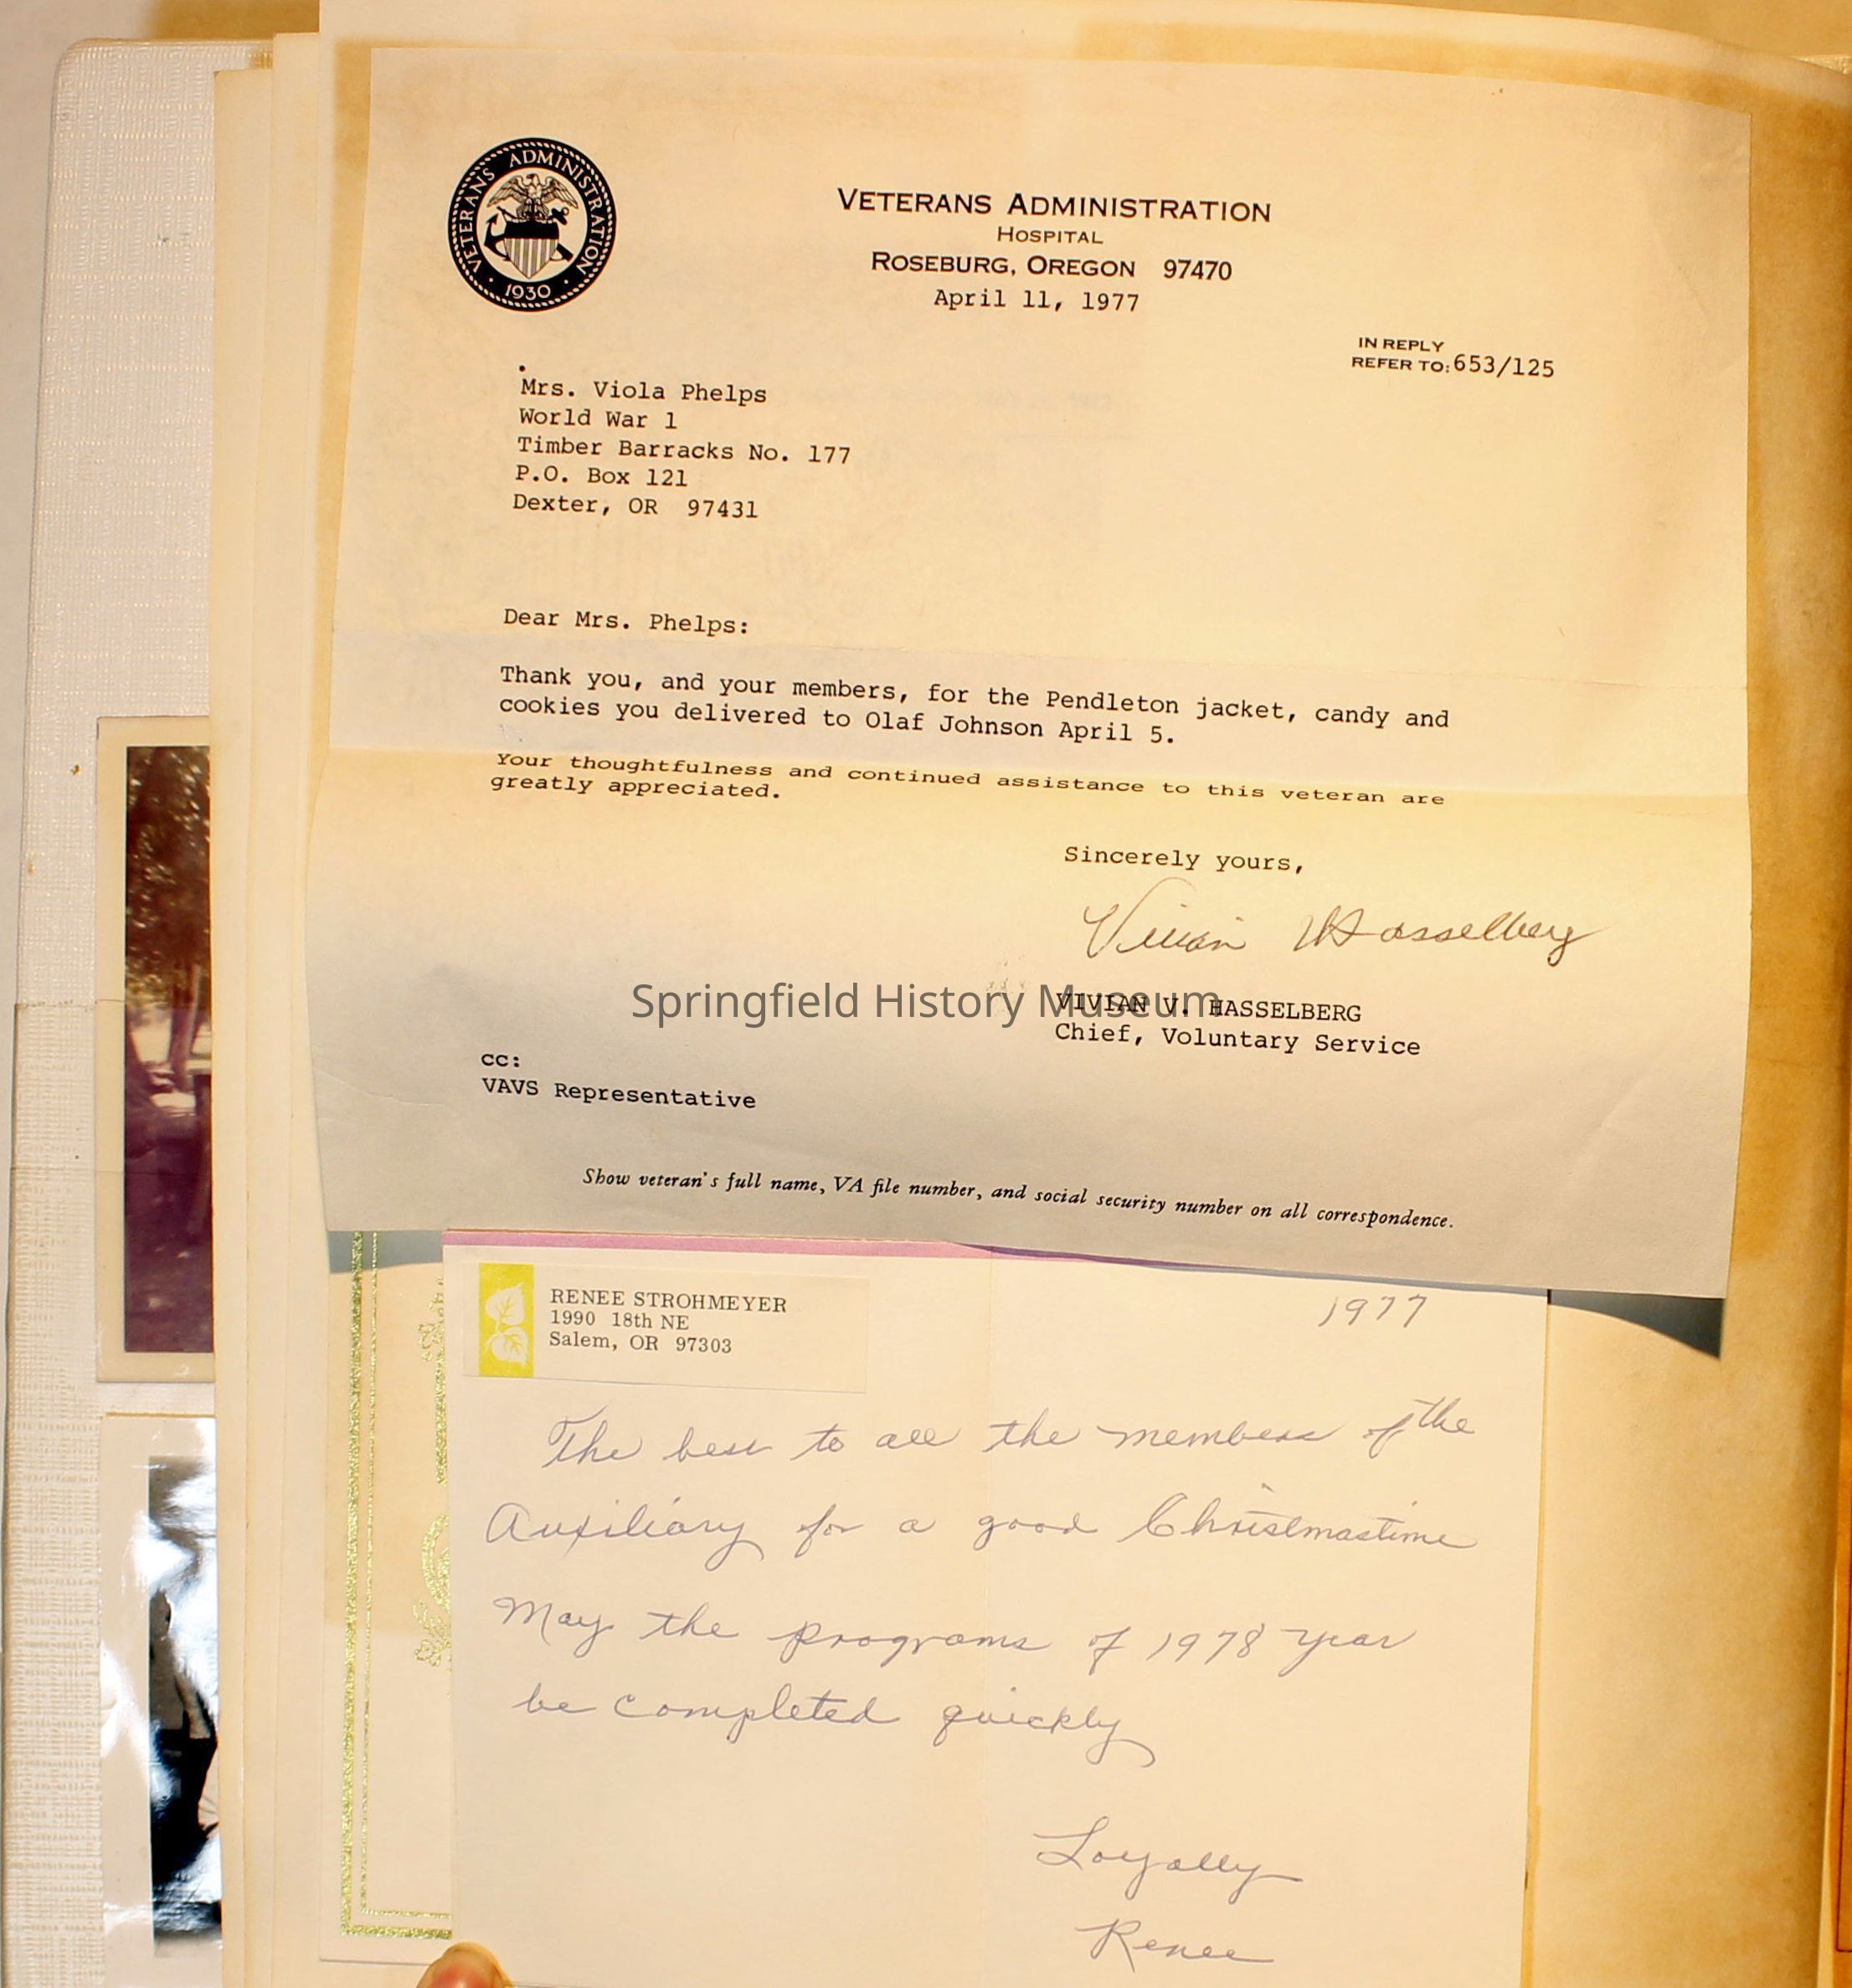 VETERANS ADMINISTRATION
1930
VETERANS ADMINISTRATION
HOSPITAL
ROSEBURG, OREGON 97470
April 11, 1977
IN REPLY
REFER TO: 653/125
Mrs. Viola Phelps
World War 1
Timber Barracks No. 177
P.O. Box 121
Dexter, OR 97431
Dear Mrs. Phelps:
Thank you, and your members, for the Pendleton jacket, candy and
cookies you delivered to Olaf Johnson April 5.
Your thoughtfulness and continued assistance to this veteran are
greatly appreciated.
Sincerely yours,
Vivian V Hasselberg
Springfield History Museum
VIVIAN V. HASSELBERG
Chief, Voluntary Service
cc:
VAVS Representative
Show veteran's full name, VA file number, and social security number on all correspondence.
RENEE STROHMEYER
1990 18th NE
Salem, OR 97303
1977
The best to all the members of the
Auxiliary for a good Christmastime
May the programs of 1978 year
be completed quickly
Loyally
Renee